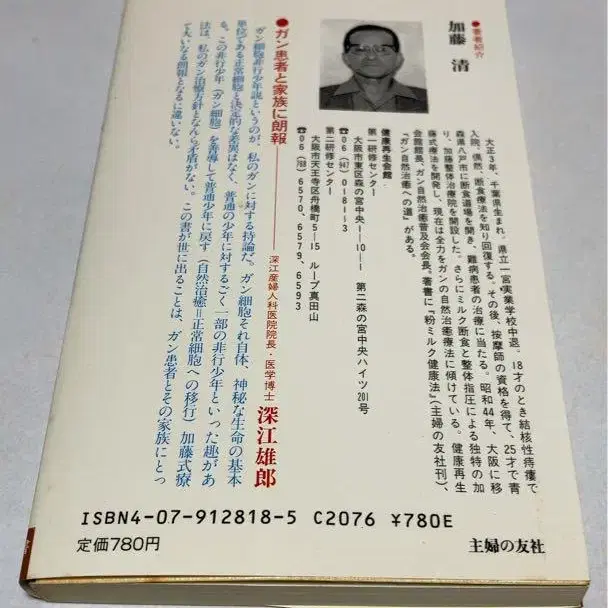 ●著者紹介
加藤 清
大正3年、千葉県生まれ。県立一宮実業学校中退。18才のとき結核性痔瘻で
入院。偶然、断食療法を知り回復する。その後、按摩師の資格を得て、25才で青
森県八戸市に断食道場を開き、難病患者の治療に当たる。昭和44年、大阪に移
り、加藤整体治療院を開設した。さらにミルク断食と整体指圧による独特の加
藤式療法を開発し、現在は全力をガンの自然治癒療法に傾けている。健康再生
会館館長、ガン自然治癒普及会会長。著書に『粉ミルク健康法』(主婦の友社刊)、
『ガン自然治癒への道』がある。
健康再生会館
第一研修センター
大阪市東区森の宮中央1−10−1 第二森の宮中央ハイツ201号
☎06(947)0181〜3
第二研修センター
大阪市天王寺区舟橋町5−15 ループ真田山
☎06(768)6570、6579、6593
●ガン患者と家族に朗報――深江産婦人科医院院長・医学博士 深江雄郎
ガン細胞非行少年説というのが、私のガンに対する持論だ。ガン細胞それ自体、神秘な生命の基本
単位である正常細胞と決定的な差異はなく、普通の少年に対するごく一部の非行少年といった趣があ
る。この非行少年(ガン細胞)を善導して普通少年に戻す(自然治癒=正常細胞への移行)加藤式療
法は、私のガン治療方針となんら矛盾がない。この書が世に出ることは、ガン患者とその家族にとっ
て大いなる朗報となるに違いない。
ISBN4-07-912818-5 C2076 ¥780E
定価780円
主婦の友社